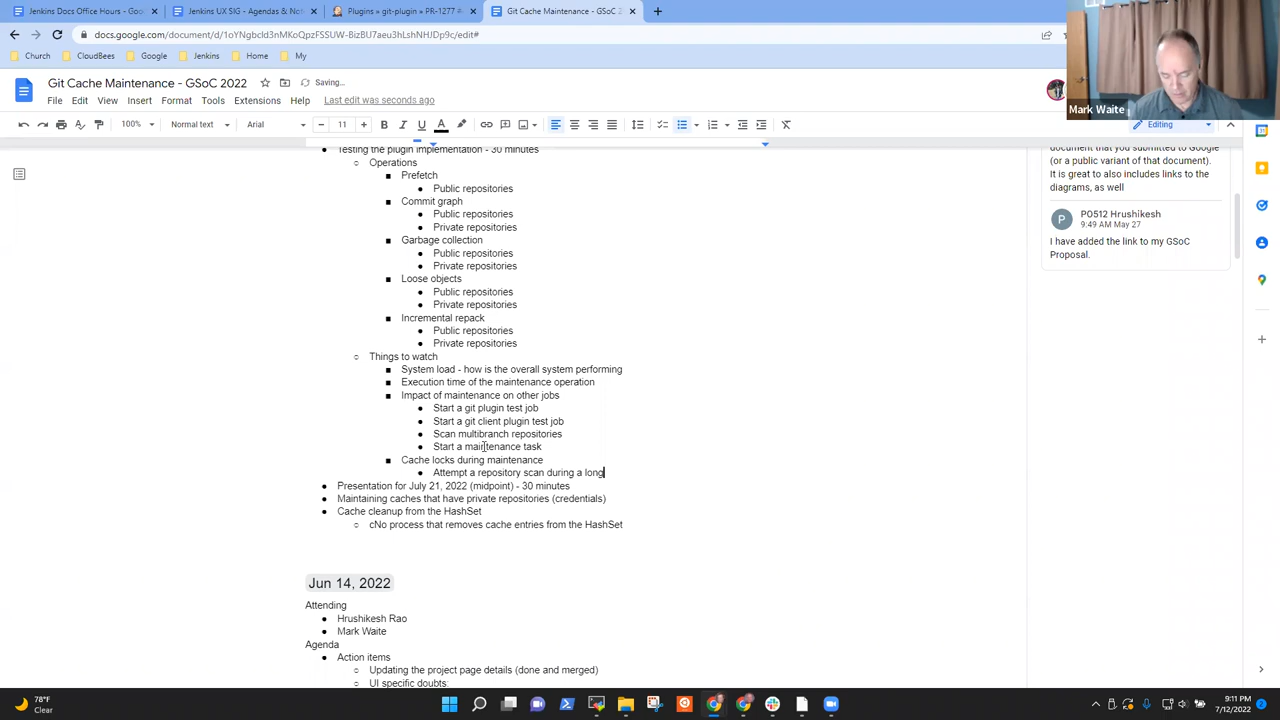 Jenkins Docs Office Hours - Go
Jenkins UX SIG - Agendas & Not
Plugins » git-plugin » PR-1277 #
Git Cache Maintenance - GSoC 2
docs.google.com/document/d/1oYNgbcId3nMKoQpzFSSUW-BizBU7aeu3hLshNHJDp9c/edit#
Church
CloudBees
Google
Jenkins
Home
My
Git Cache Maintenance - GSoC 2022
Saving...
File Edit View Insert Format Tools Extensions Help Last edit was seconds ago
100% Normal text Arial 11 Editing
Mark Waite
Testing the plugin implementation - 30 minutes
Operations
Prefetch
Public repositories
Commit graph
Public repositories
Private repositories
Garbage collection
Public repositories
Private repositories
Loose objects
Public repositories
Private repositories
Incremental repack
Public repositories
Private repositories
Things to watch
System load - how is the overall system performing
Execution time of the maintenance operation
Impact of maintenance on other jobs
Start a git plugin test job
Start a git client plugin test job
Scan multibranch repositories
Start a maintenance task
Cache locks during maintenance
Attempt a repository scan during a long
Presentation for July 21, 2022 (midpoint) - 30 minutes
Maintaining caches that have private repositories (credentials)
Cache cleanup from the HashSet
cNo process that removes cache entries from the HashSet
Jun 14, 2022
Attending
Hrushikesh Rao
Mark Waite
Agenda
Action items
Updating the project page details (done and merged)
UI specific doubts:
document that you submitted to Google
(or a public variant of that document).
It is great to also includes links to the
diagrams, as well
P
PO512 Hrushikesh
9:49 AM May 27
I have added the link to my GSoC
Proposal.
78°F
Clear
9:11 PM
7/12/2022